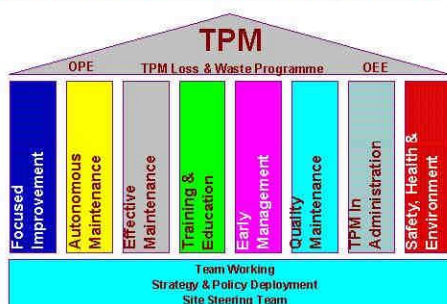 TPM
OPE TPM Loss & Waste Programme OEE
Focused
Improvement
Autonomous
Maintenance
Effective
Maintenance
Training &
Education
Early
Management
Quality
Maintenance
TPM In
Administration
Safety, Health &
Environment
Team Working
Strategy & Policy Deployment
Site Steering Team